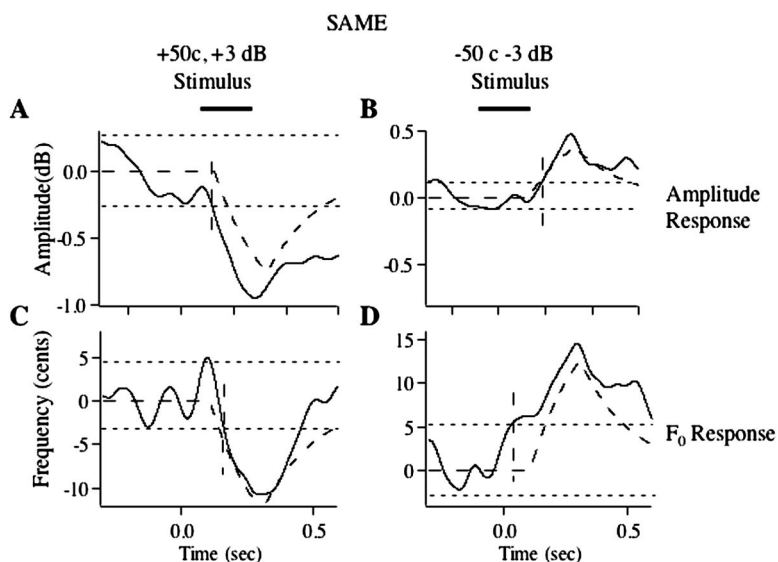 SAME
+50c, +3 dB
Stimulus
-50 c -3 dB
Stimulus
A
B
0.0
-0.5
-1.0
Amplitude(dB)
0.5
0.0
-0.5
Amplitude
Response
C
D
5
0
-5
-10
Frequency (cents)
15
10
5
0
F₀ Response
0.0
0.5
Time (sec)
0.0
0.5
Time (sec)